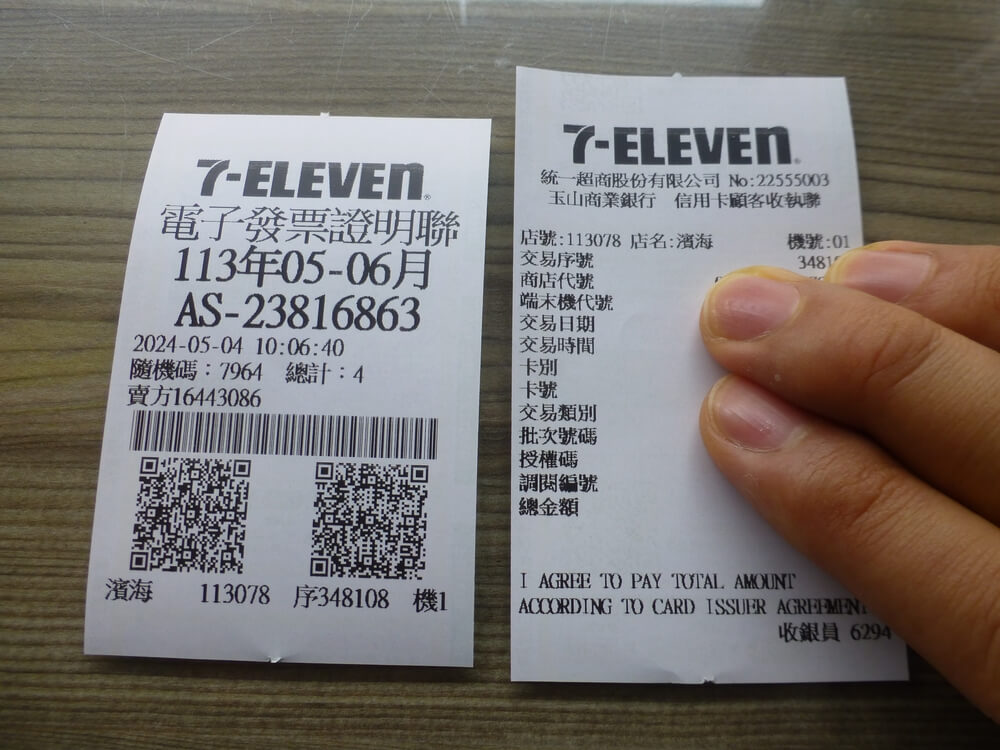 7-ELEVEN
電子發票證明聯
113年05-06月
AS-23816863
2024-05-04 10:06:40
隨機碼:7964 總計:4
賣方16443086
濱海 113078 序348108 機1
7-ELEVEN
統一超商股份有限公司 No:22555003
玉山商業銀行 信用卡顧客收執聯
店號:113078 店名:濱海 機號:01
交易序號
商店代號
端末機代號
交易日期
交易時間
卡別
卡號
交易類別
批次號碼
授權碼
調閱編號
總金額
I AGREE TO PAY TOTAL AMOUNT
ACCORDING TO CARD ISSUER AGREEMENT
收銀員 6294